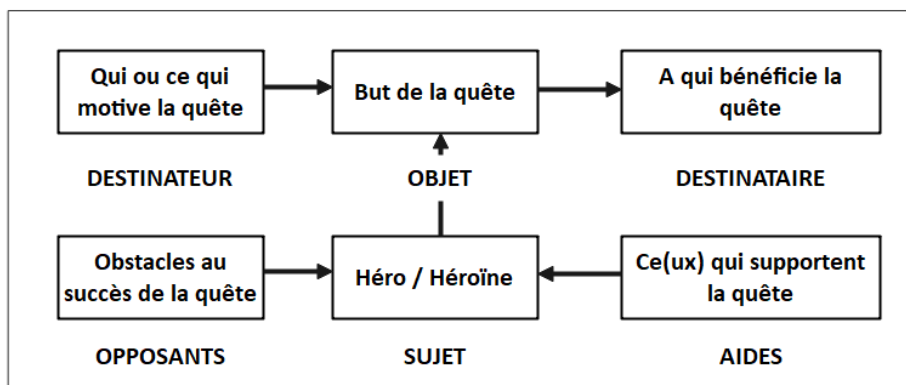 Qui ou ce qui
motive la quête
But de la quête
A qui bénéficie la
quête
DESTINATEUR
OBJET
DESTINATAIRE
Obstacles au
succès de la quête
Héro / Héroïne
Ce(ux) qui supportent
la quête
OPPOSANTS
SUJET
AIDES